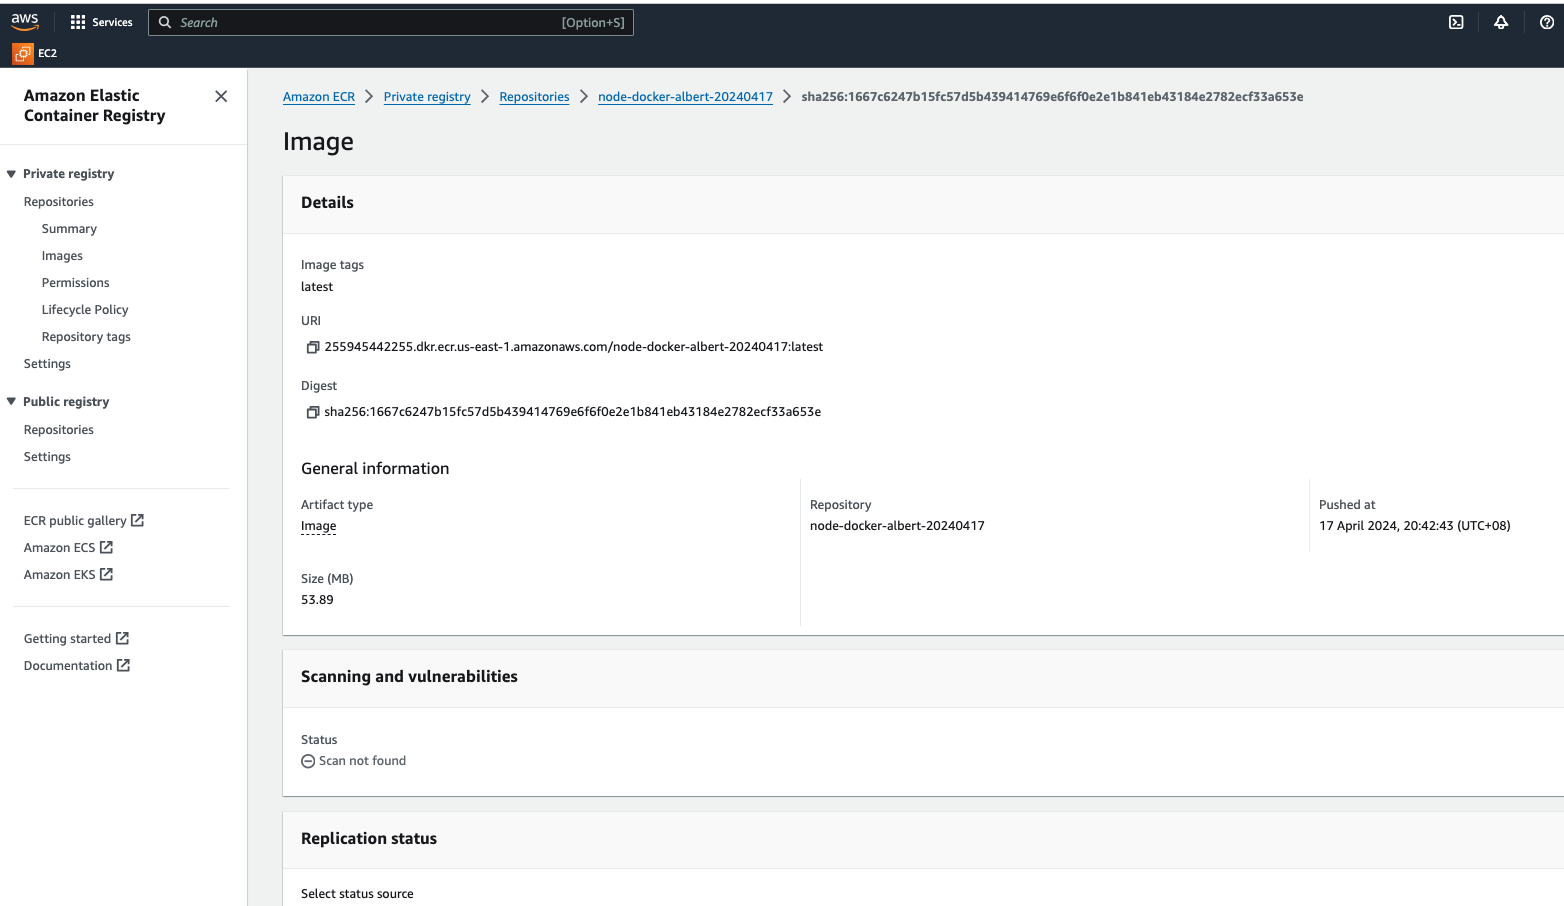 aws
Services
Search
[Option+S]
EC2
Amazon Elastic
Container Registry
Private registry
Repositories
Summary
Images
Permissions
Lifecycle Policy
Repository tags
Settings
Public registry
Repositories
Settings
ECR public gallery
Amazon ECS
Amazon EKS
Getting started
Documentation
Amazon ECR > Private registry > Repositories > node-docker-albert-20240417 > sha256:1667c6247b15fc57d5b439414769e6f6f0e2e1b841eb43184e2782ecf33a653e
Image
Details
Image tags
latest
URI
255945442255.dkr.ecr.us-east-1.amazonaws.com/node-docker-albert-20240417:latest
Digest
sha256:1667c6247b15fc57d5b439414769e6f6f0e2e1b841eb43184e2782ecf33a653e
General information
Artifact type
Image
Repository
node-docker-albert-20240417
Pushed at
17 April 2024, 20:42:43 (UTC+08)
Size (MB)
53.89
Scanning and vulnerabilities
Status
Scan not found
Replication status
Select status source